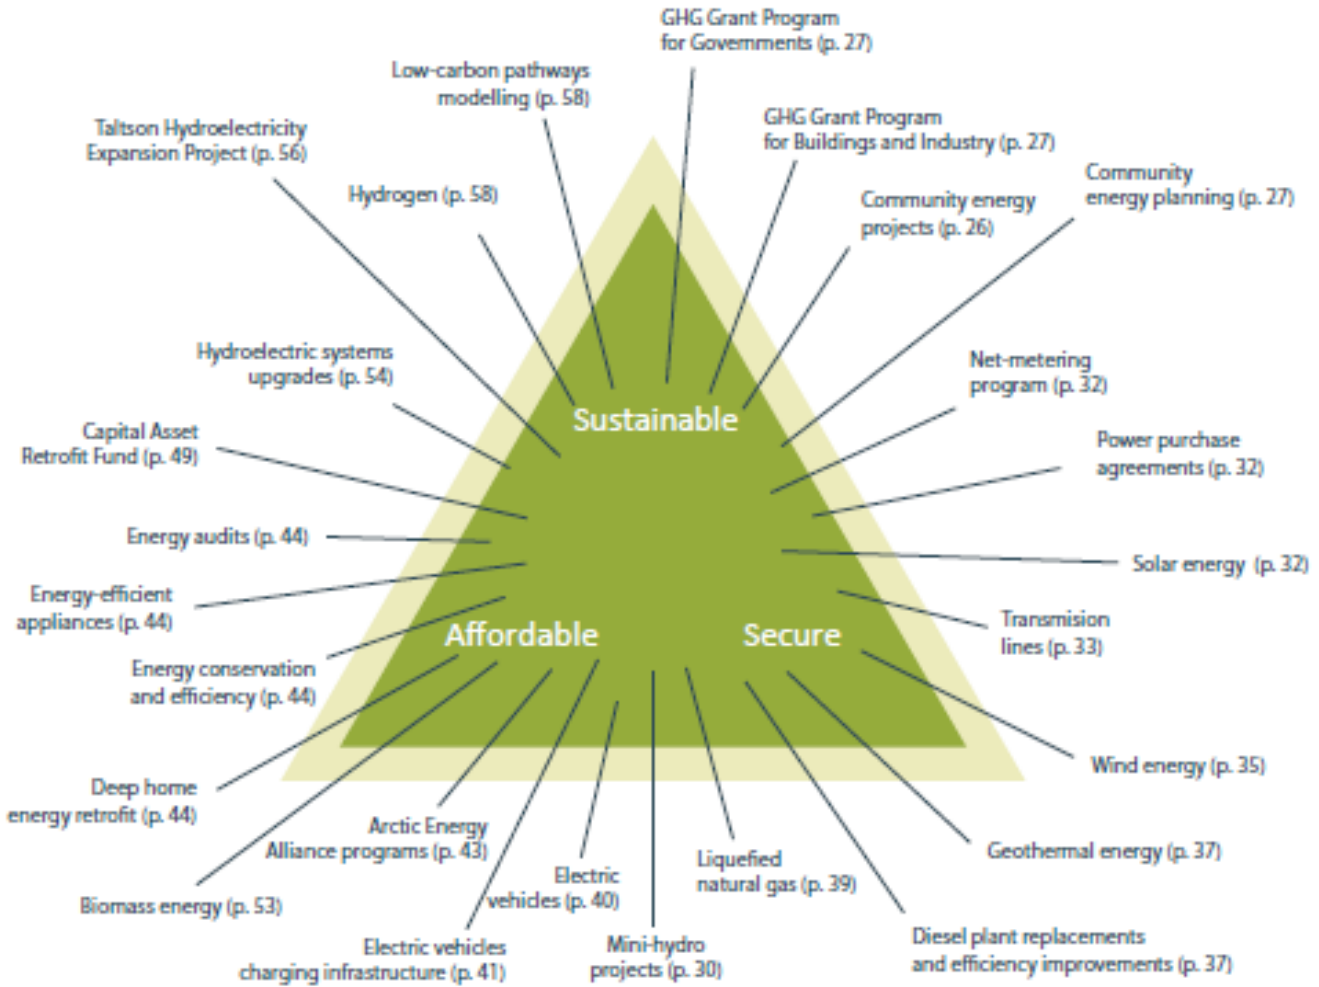 GHG Grant Program
for Governments (p. 27)
Low-carbon pathways
modelling (p. 58)
GHG Grant Program
for Buildings and Industry (p. 27)
Taltson Hydroelectricity
Expansion Project (p. 56)
Community
energy planning (p. 27)
Hydrogen (p. 58)
Community energy
projects (p. 26)
Hydroelectric systems
upgrades (p. 54)
Net-metering
program (p. 32)
Sustainable
Capital Asset
Retrofit Fund (p. 49)
Power purchase
agreements (p. 32)
Energy audits (p. 44)
Solar energy (p. 32)
Energy-efficient
appliances (p. 44)
Transmision
lines (p. 33)
Affordable
Secure
Energy conservation
and efficiency (p. 44)
Wind energy (p. 35)
Deep home
energy retrofit (p. 44)
Arctic Energy
Alliance programs (p. 43)
Geothermal energy (p. 37)
Liquefied
natural gas (p. 39)
Electric
vehicles (p. 40)
Biomass energy (p. 53)
Electric vehicles
charging infrastructure (p. 41)
Mini-hydro
projects (p. 30)
Diesel plant replacements
and efficiency improvements (p. 37)